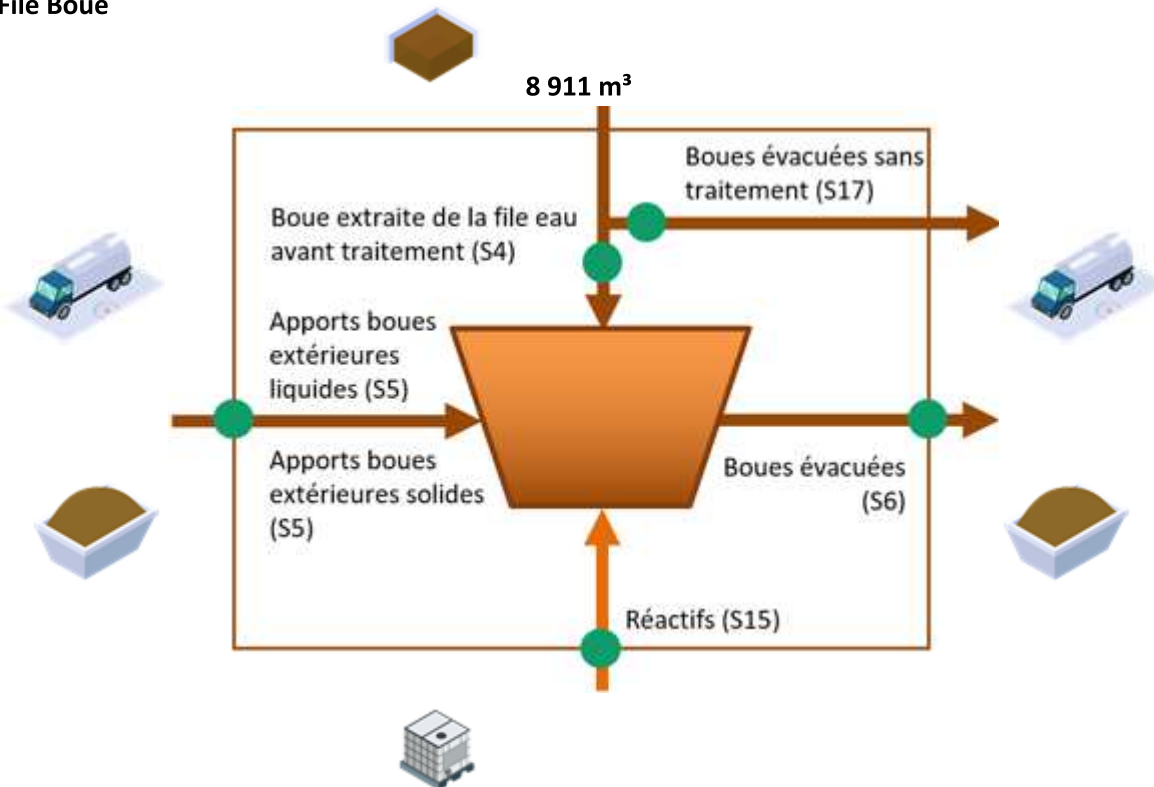 File Boue
8 911 m³
Boues évacuées sans
traitement (S17)
Boue extraite de la file eau
avant traitement (S4)
Apports boues
extérieures
liquides (S5)
Apports boues
extérieures solides
(S5)
Boues évacuées
(S6)
Réactifs (S15)